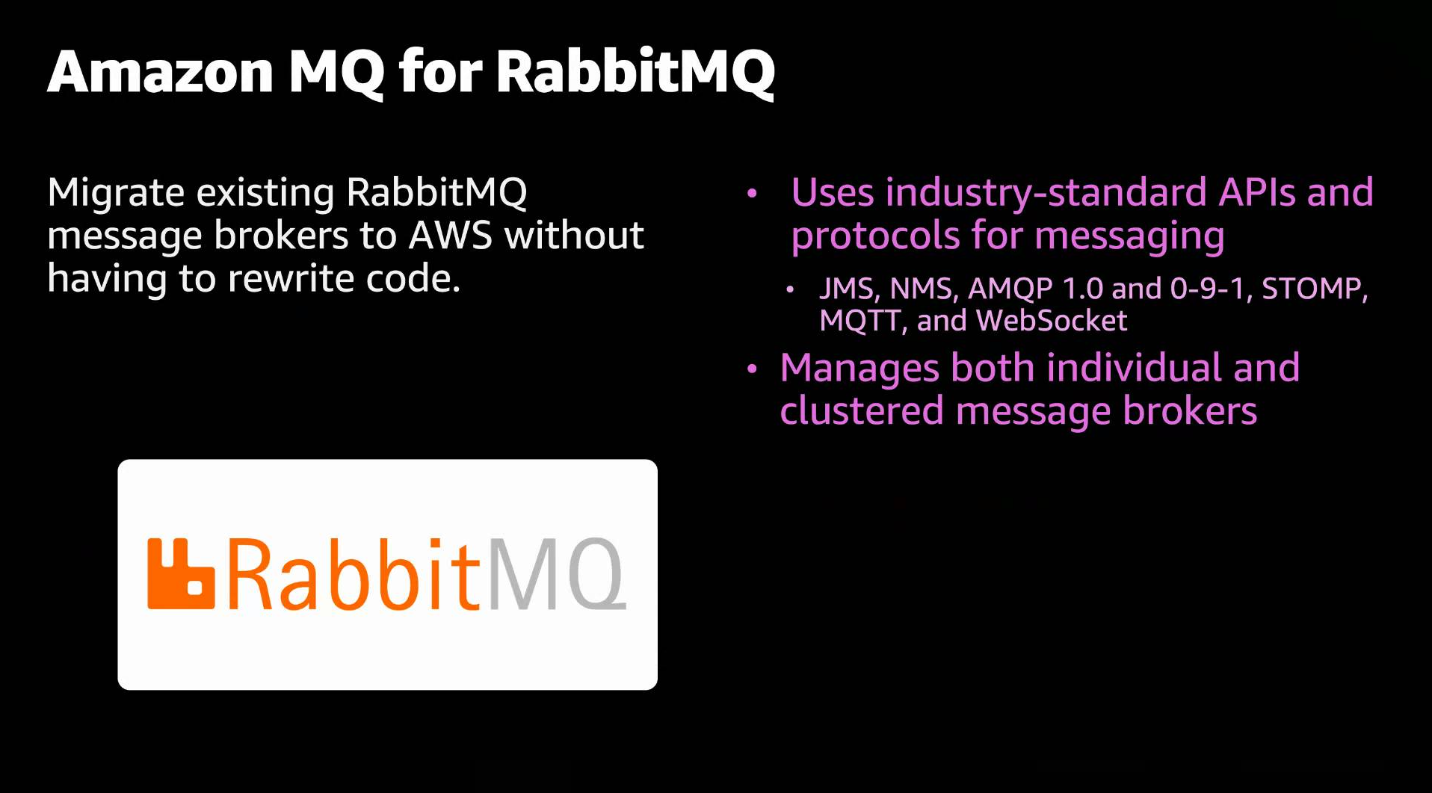 Amazon MQ for RabbitMQ
Migrate existing RabbitMQ
message brokers to AWS without
having to rewrite code.
• Uses industry-standard APIs and
protocols for messaging
• JMS, NMS, AMQP 1.0 and 0-9-1, STOMP,
MQTT, and WebSocket
• Manages both individual and
clustered message brokers
RabbitMQ